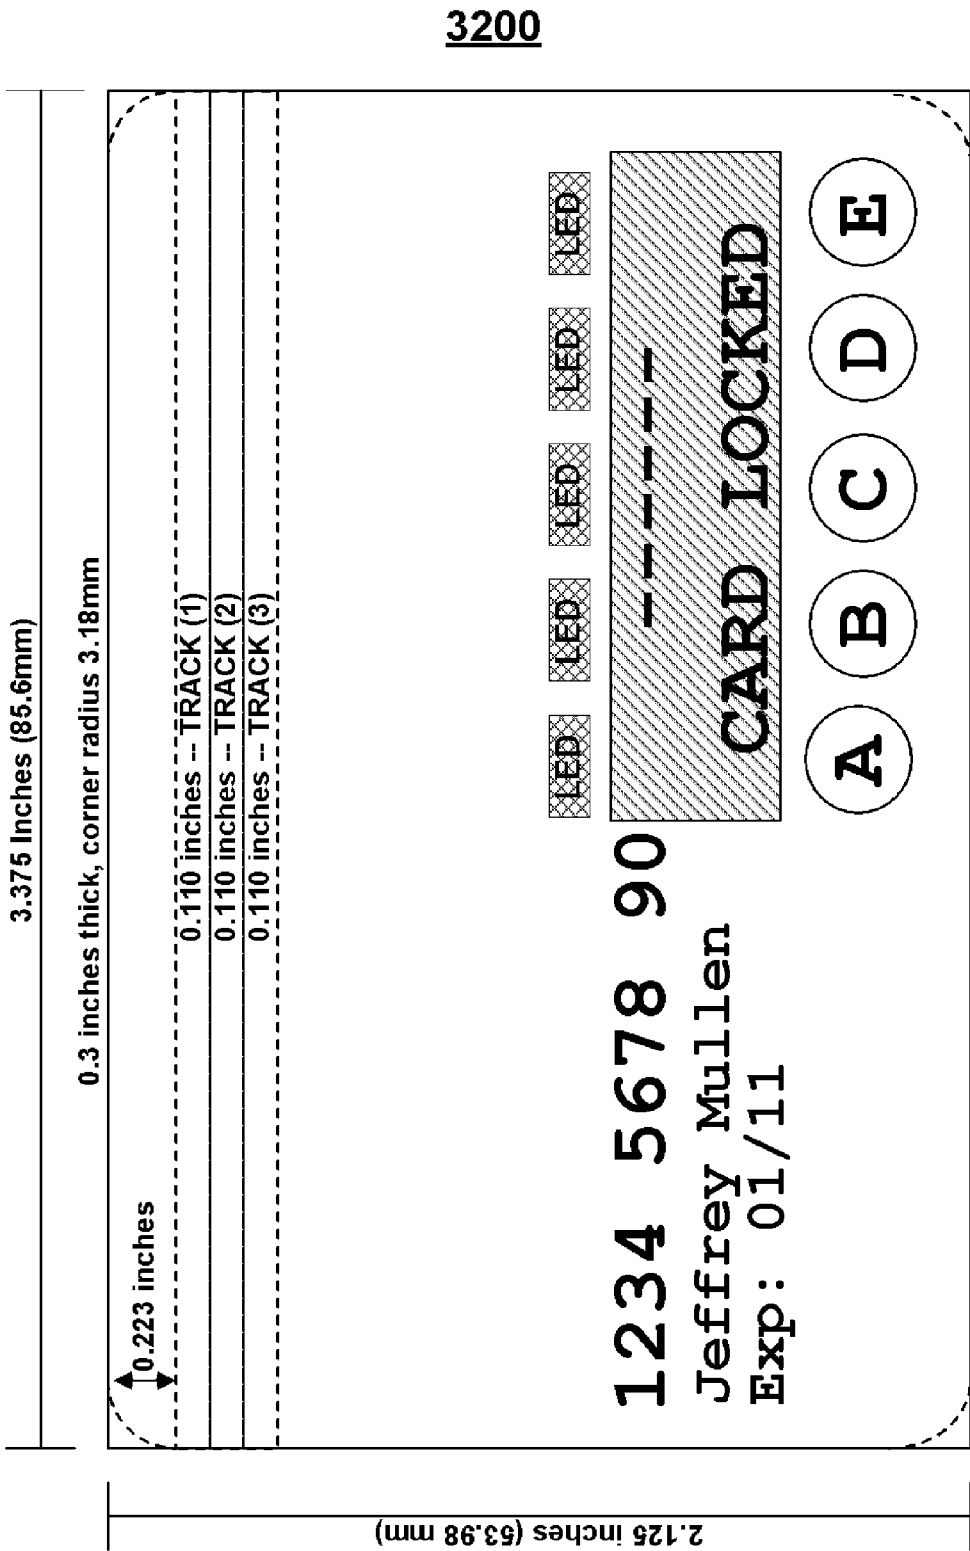 3200
3.375 Inches (85.6mm)
0.3 inches thick, corner radius 3.18mm
0.223 inches
0.110 inches -- TRACK (1)
0.110 inches -- TRACK (2)
0.110 inches -- TRACK (3)
LED LED LED LED LED
1234 5678 90 ------
Jeffrey Mullen
CARD LOCKED
Exp: 01/11
A B C D E
2.125 inches (53.98 mm)